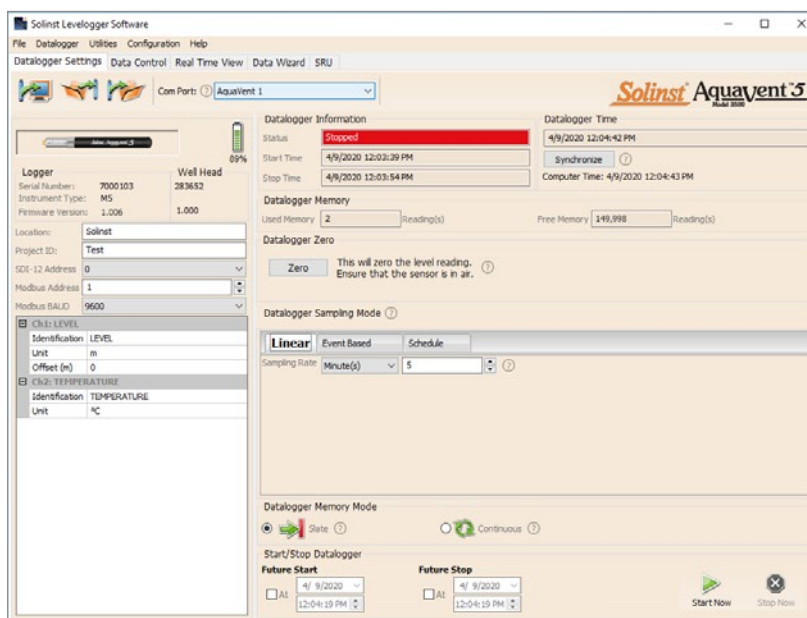 Solinst Levelogger Software
File Datalogger Utilities Configuration Help
Datalogger Settings Data Control Real Time View Data Wizard SRU
Com Port: AquaVent 1
Solinst Aquavent 5
Model 3500
89%
Logger Well Head
Serial Number: 7000103 283652
Instrument Type: M5
Firmware Version: 1.006 1.000
Location: Solinst
Project ID: Test
SDI-12 Address 0
Modbus Address 1
Modbus BAUD 9600
Ch1: LEVEL
Identification LEVEL
Unit m
Offset (m) 0
Ch2: TEMPERATURE
Identification TEMPERATURE
Unit ºC
Datalogger Information
Status Stopped
Start Time 4/9/2020 12:03:39 PM
Stop Time 4/9/2020 12:03:54 PM
Datalogger Time
4/9/2020 12:04:42 PM
Synchronize ?
Computer Time: 4/9/2020 12:04:43 PM
Datalogger Memory
Used Memory 2 Reading(s) Free Memory 149,998 Reading(s)
Datalogger Zero
Zero
This will zero the level reading.
Ensure that the sensor is in air. ?
Datalogger Sampling Mode ?
Linear Event Based Schedule
Sampling Rate Minute(s) 5 ?
Datalogger Memory Mode
Slate ? Continuous ?
Start/Stop Datalogger
Future Start Future Stop
At 4/ 9/2020
12:04:19 PM
At 4/ 9/2020
12:04:19 PM
Start Now Stop Now